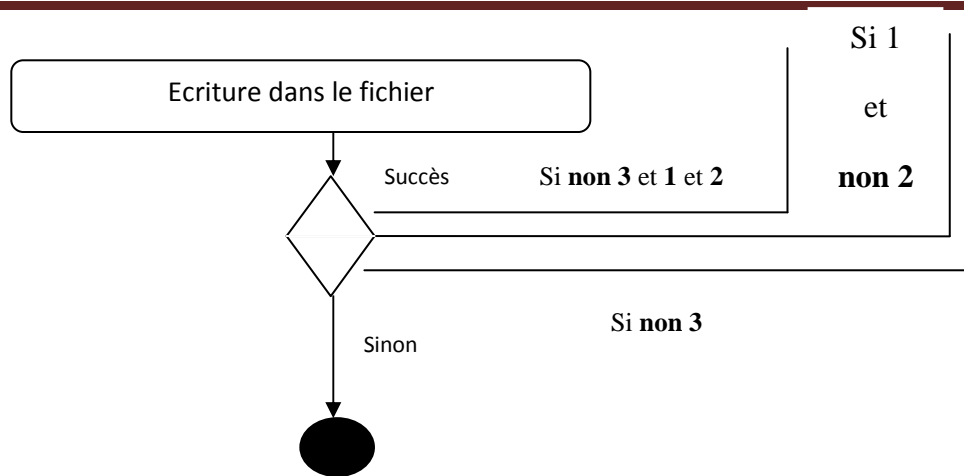 Si 1
et
non 2
Ecriture dans le fichier
Succès
Si non 3 et 1 et 2
Si non 3
Sinon